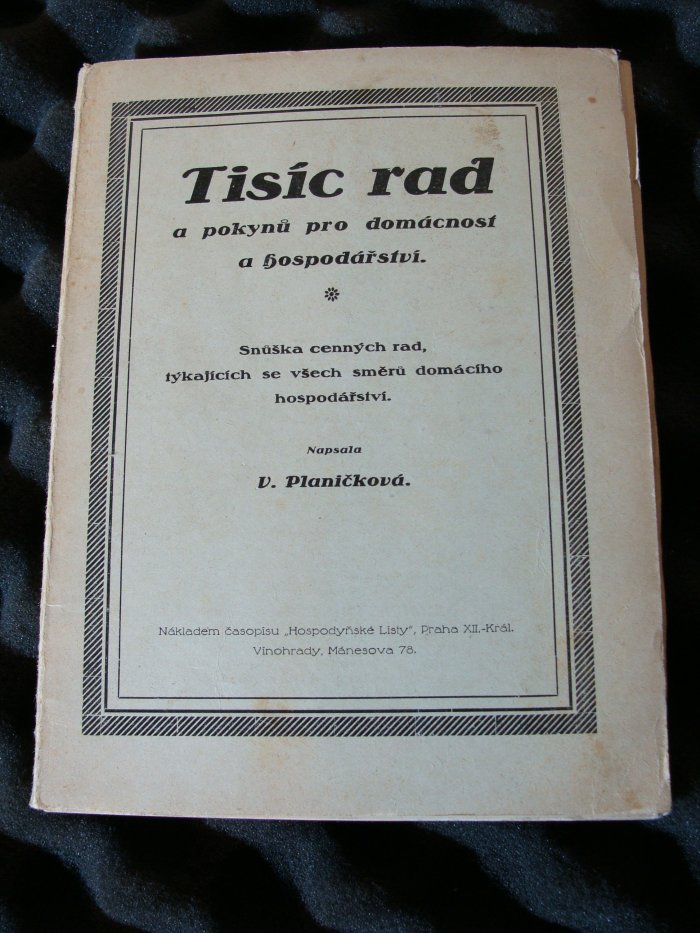 Tisíc rad
a pokynů pro domácnost
a hospodářství.
Snůška cenných rad,
týkajících se všech směrů domácího
hospodářství.
Napsala
V. Planičková.
Nákladem časopisu „Hospodyňské Listy“, Praha XII.-Král.
Vinohrady, Mánesova 78.